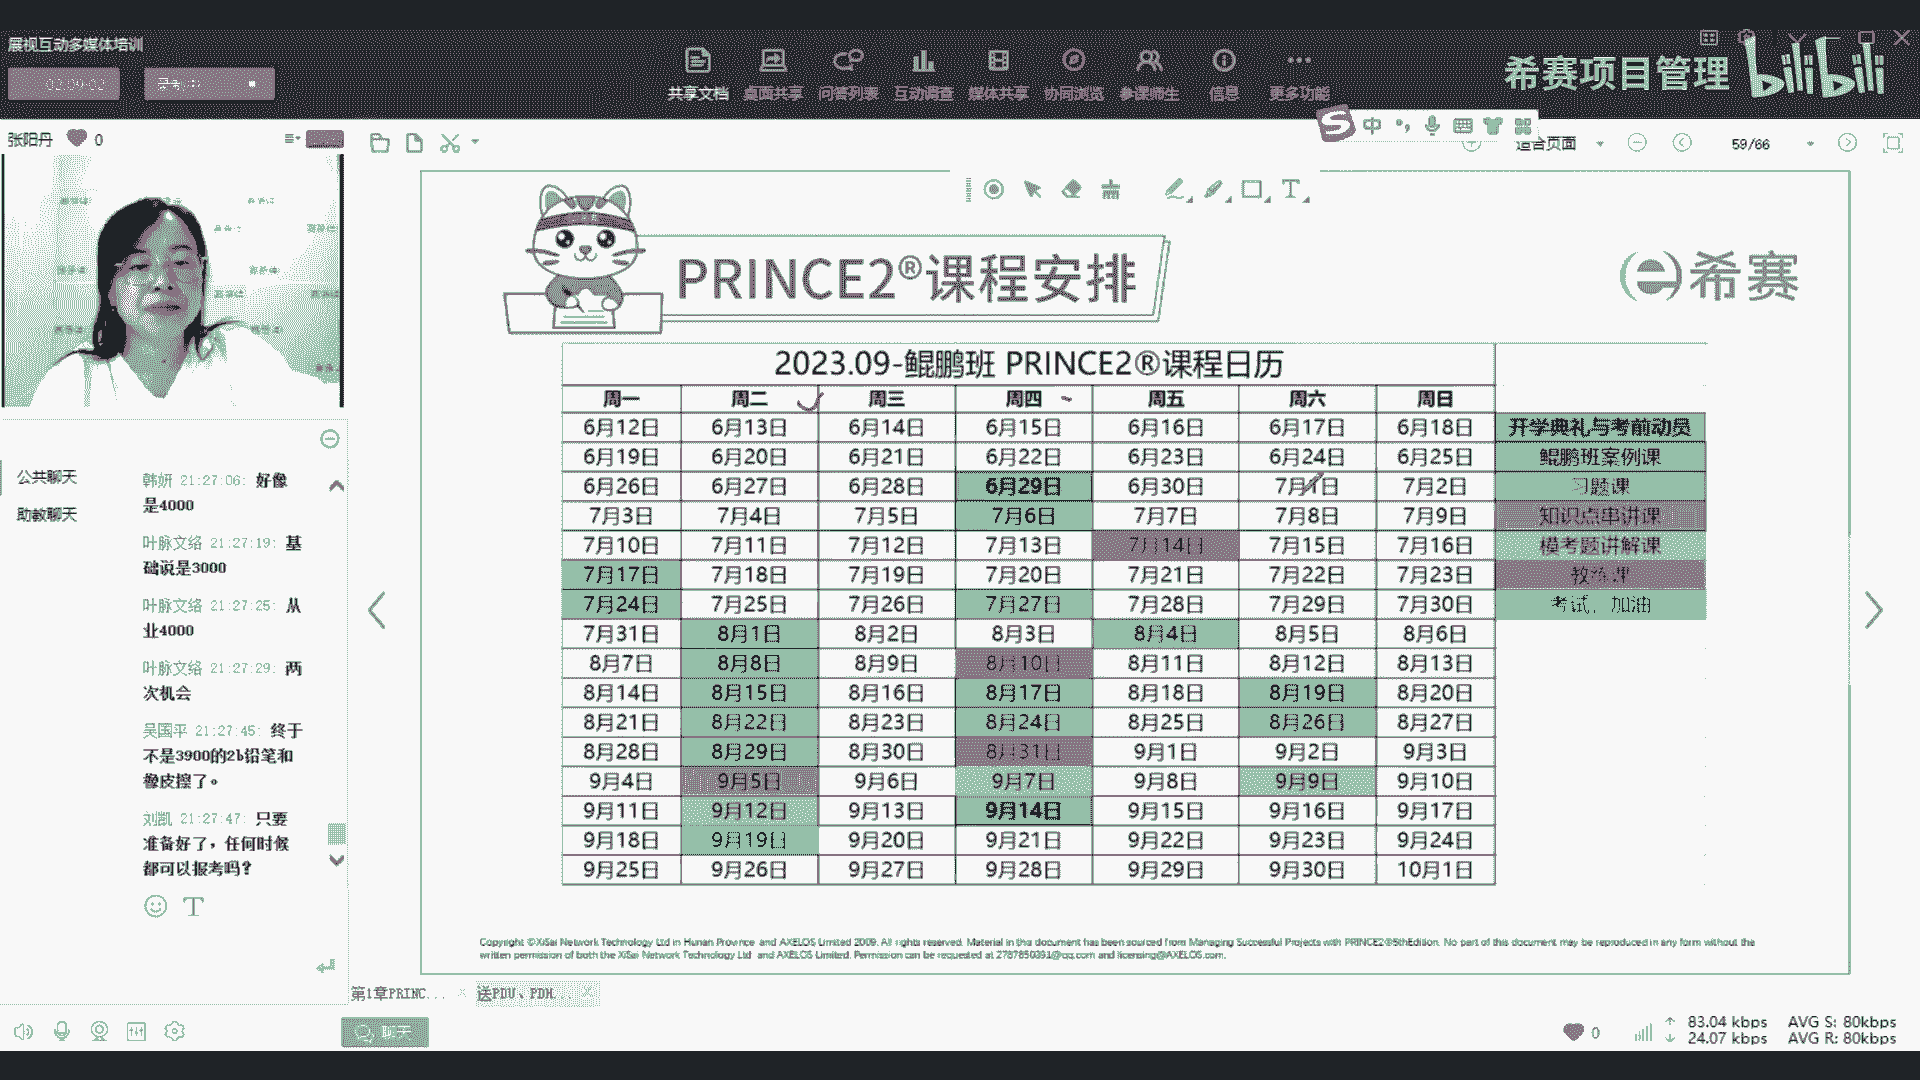 展视互动多媒体培训
02:09:02
共享文档 桌面共享 问答列表 互动调查 媒体共享 协同浏览 参课师生 信息 更多功能
希赛项目管理 bilibili
张阳丹 0
S 中
适合页面 59/66
PRINCE2®课程安排
希赛
2023.09-鲲鹏班 PRINCE2®课程日历
周一 周二 周三 周四 周五 周六 周日
6月12日 6月13日 6月14日 6月15日 6月16日 6月17日 6月18日 开学典礼与考前动员
6月19日 6月20日 6月21日 6月22日 6月23日 6月24日 6月25日 鲲鹏班案例课
6月26日 6月27日 6月28日 6月29日 6月30日 7月1日 7月2日 习题课
7月3日 7月4日 7月5日 7月6日 7月7日 7月8日 7月9日 知识点串讲课
7月10日 7月11日 7月12日 7月13日 7月14日 7月15日 7月16日 模考题讲解课
7月17日 7月18日 7月19日 7月20日 7月21日 7月22日 7月23日
7月24日 7月25日 7月26日 7月27日 7月28日 7月29日 7月30日 考试，加油
7月31日 8月1日 8月2日 8月3日 8月4日 8月5日 8月6日
8月7日 8月8日 8月9日 8月10日 8月11日 8月12日 8月13日
8月14日 8月15日 8月16日 8月17日 8月18日 8月19日 8月20日
8月21日 8月22日 8月23日 8月24日 8月25日 8月26日 8月27日
8月28日 8月29日 8月30日 8月31日 9月1日 9月2日 9月3日
9月4日 9月5日 9月6日 9月7日 9月8日 9月9日 9月10日
9月11日 9月12日 9月13日 9月14日 9月15日 9月16日 9月17日
9月18日 9月19日 9月20日 9月21日 9月22日 9月23日 9月24日
9月25日 9月26日 9月27日 9月28日 9月29日 9月30日 10月1日
Copyright ©XiSai Network Technology Ltd in Hunan Province and AXELOS Limited 2009. All rights reserved. Material in this document has been sourced from Managing Successful Projects with PRINCE2®5thEdition. No part of this document may be reproduced in any form without the
written permission of both the XiSai Network Technology Ltd and AXELOS Limited. Permission can be requested at 2787850391@qq.com and licensing@AXELOS.com.
公共聊天
助教聊天
韩妍 21:27:06: 好像
是4000
叶脉文络 21:27:19: 基
础说是3000
叶脉文络 21:27:25: 从
业4000
叶脉文络 21:27:29: 两
次机会
吴国平 21:27:45: 终于
不是3900的2b铅笔和
橡皮擦了。
刘凯 21:27:47: 只要
准备好了，任何时候
都可以报考吗？
T
第1章PRINC... 送PDU、PDH...
聊天
0
83.04 kbps AVG S: 80kbps
24.07 kbps AVG R: 80kbps